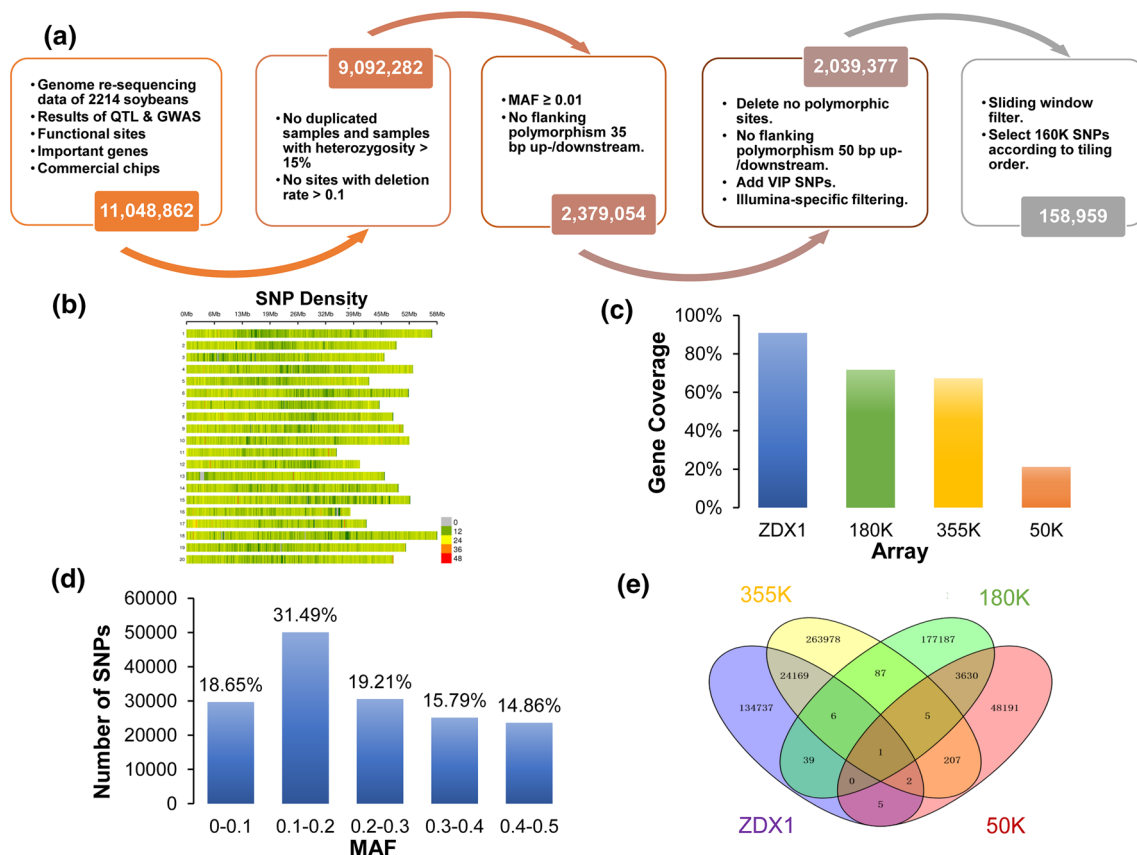 (a)
• Genome re-sequencing
data of 2214 soybeans
• Results of QTL & GWAS
• Functional sites
• Important genes
• Commercial chips
11,048,862
9,092,282
• No duplicated
samples and samples
with heterozygosity >
15%
• No sites with deletion
rate > 0.1
• MAF ≥ 0.01
• No flanking
polymorphism 35
bp up-/downstream.
2,379,054
2,039,377
• Delete no polymorphic
sites.
• No flanking
polymorphism 50 bp up-
/downstream.
• Add VIP SNPs.
• Illumina-specific filtering.
• Sliding window
filter.
• Select 160K SNPs
according to tiling
order.
158,959
(b)
SNP Density
0Mb 6Mb 13Mb 19Mb 26Mb 32Mb 39Mb 45Mb 52Mb 58Mb
1
2
3
4
5
6
7
8
9
10
11
12
13
14
15
16
17
18
19
20
0
12
24
36
48
(c)
Gene Coverage
100%
80%
60%
40%
20%
0%
ZDX1 180K 355K 50K
Array
(d)
Number of SNPs
60000
50000
40000
30000
20000
10000
0
18.65%
31.49%
19.21%
15.79%
14.86%
0-0.1 0.1-0.2 0.2-0.3 0.3-0.4 0.4-0.5
MAF
(e)
355K
180K
263978
177187
24169
87
3630
134737
6
5
48191
1
39
207
0
2
5
ZDX1
50K